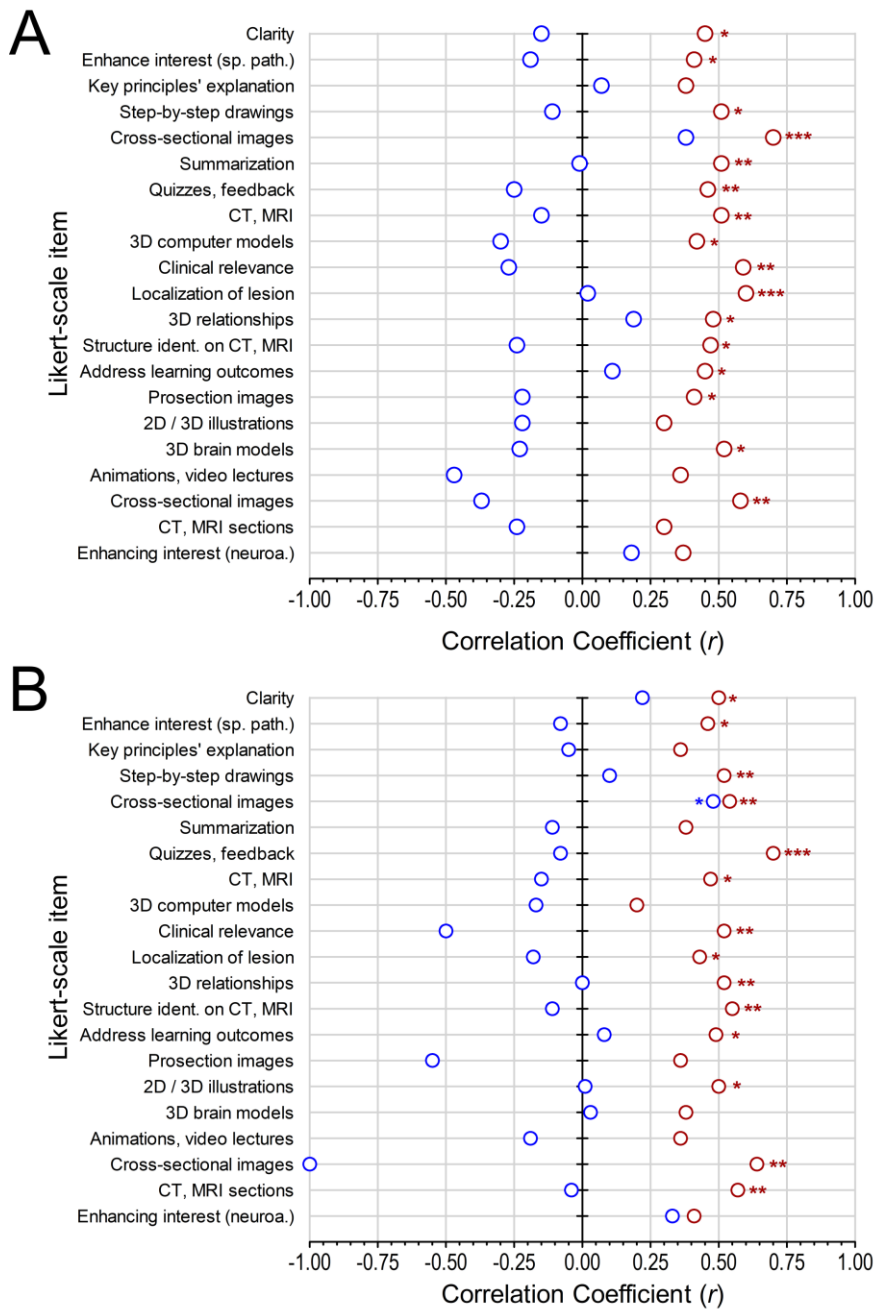 A
Likert-scale item
Clarity *
Enhance interest (sp. path.) *
Key principles' explanation
Step-by-step drawings *
Cross-sectional images ***
Summarization **
Quizzes, feedback **
CT, MRI **
3D computer models *
Clinical relevance **
Localization of lesion ***
3D relationships *
Structure ident. on CT, MRI *
Address learning outcomes *
Prosection images *
2D / 3D illustrations
3D brain models *
Animations, video lectures
Cross-sectional images **
CT, MRI sections
Enhancing interest (neuroa.)
-1.00 -0.75 -0.50 -0.25 0.00 0.25 0.50 0.75 1.00
Correlation Coefficient (r)
B
Likert-scale item
Clarity *
Enhance interest (sp. path.) *
Key principles' explanation
Step-by-step drawings **
Cross-sectional images * **
Summarization
Quizzes, feedback ***
CT, MRI *
3D computer models
Clinical relevance **
Localization of lesion *
3D relationships **
Structure ident. on CT, MRI **
Address learning outcomes *
Prosection images
2D / 3D illustrations *
3D brain models
Animations, video lectures
Cross-sectional images **
CT, MRI sections **
Enhancing interest (neuroa.)
-1.00 -0.75 -0.50 -0.25 0.00 0.25 0.50 0.75 1.00
Correlation Coefficient (r)